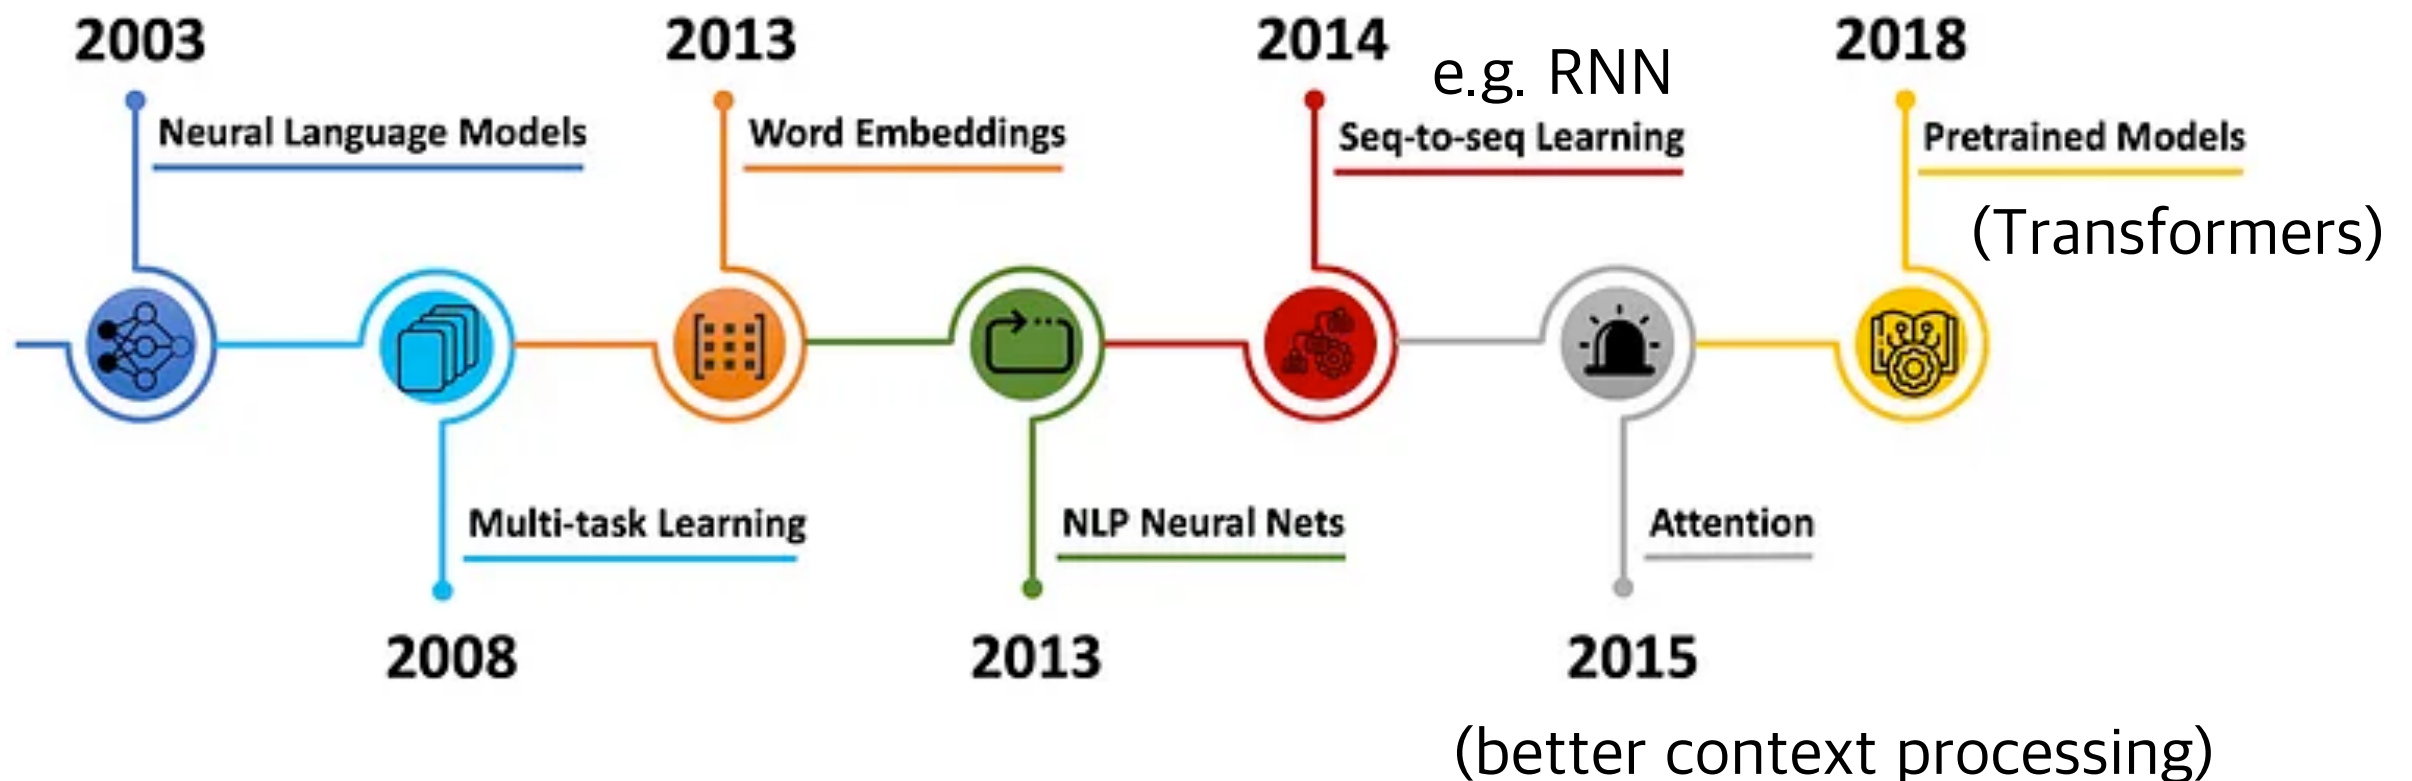 2003
Neural Language Models
2013
Word Embeddings
2014
e.g. RNN
Seq-to-seq Learning
2018
Pretrained Models
(Transformers)
Multi-task Learning
2008
NLP Neural Nets
2013
Attention
2015
(better context processing)